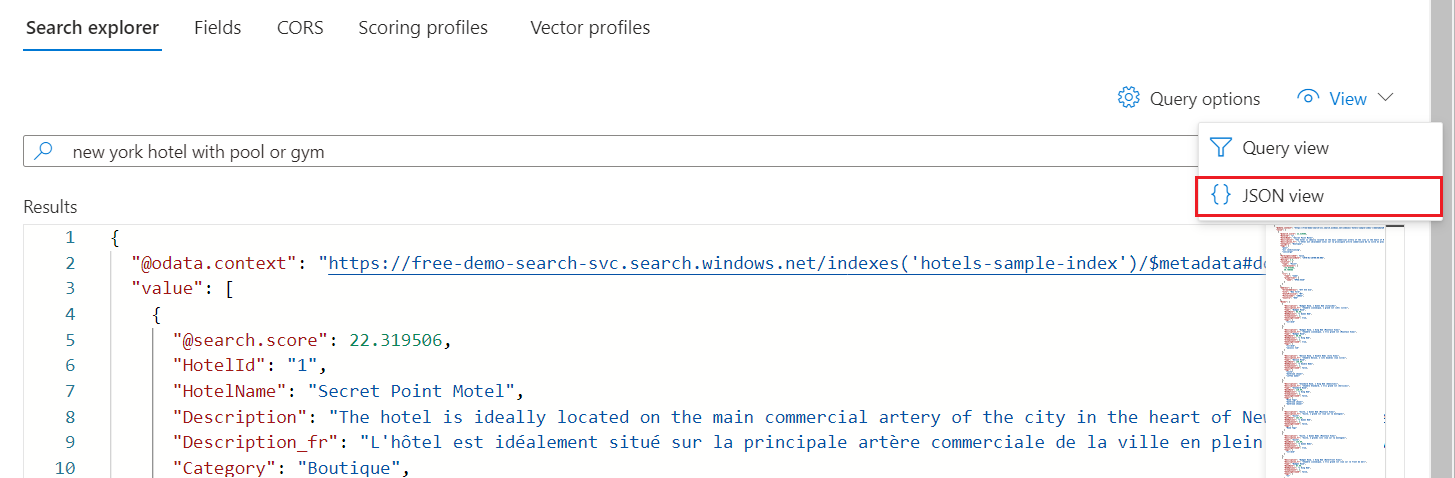 Search explorer Fields CORS Scoring profiles Vector profiles
Query options View
new york hotel with pool or gym
Query view
JSON view
Results
1 {
2 "@odata.context": "https://free-demo-search-svc.search.windows.net/indexes('hotels-sample-index')/$metadata#do
3 "value": [
4 {
5 "@search.score": 22.319506,
6 "HotelId": "1",
7 "HotelName": "Secret Point Motel",
8 "Description": "The hotel is ideally located on the main commercial artery of the city in the heart of New
9 "Description_fr": "L'hôtel est idéalement situé sur la principale artère commerciale de la ville en plein
10 "Category": "Boutique",